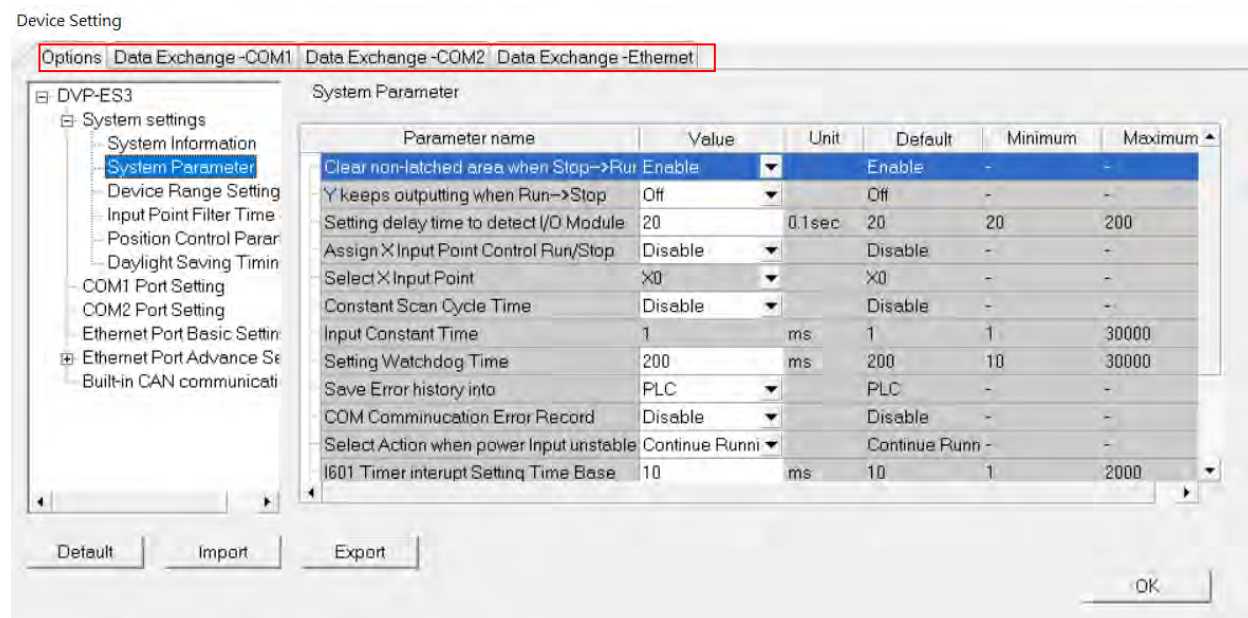 Device Setting
Options Data Exchange -COM1 Data Exchange -COM2 Data Exchange -Ethernet
DVP-ES3
System settings
System Information
System Parameter
Device Range Setting
Input Point Filter Time
Position Control Parar
Daylight Saving Timin
COM1 Port Setting
COM2 Port Setting
Ethernet Port Basic Settin
Ethernet Port Advance Se
Built-in CAN communicati
System Parameter
Parameter name Value Unit Default Minimum Maximum
Clear non-latched area when Stop-->Rur Enable Enable - -
Y keeps outputting when Run-->Stop Off Off - -
Setting delay time to detect I/O Module 20 0.1sec 20 20 200
Assign X Input Point Control Run/Stop Disable Disable - -
Select X Input Point X0 X0 - -
Constant Scan Cycle Time Disable Disable - -
Input Constant Time 1 ms 1 1 30000
Setting Watchdog Time 200 ms 200 10 30000
Save Error history into PLC PLC - -
COM Comminucation Error Record Disable Disable - -
Select Action when power Input unstable Continue Runni Continue Runn - -
I601 Timer interupt Setting Time Base 10 ms 10 1 2000
Default Import Export
OK